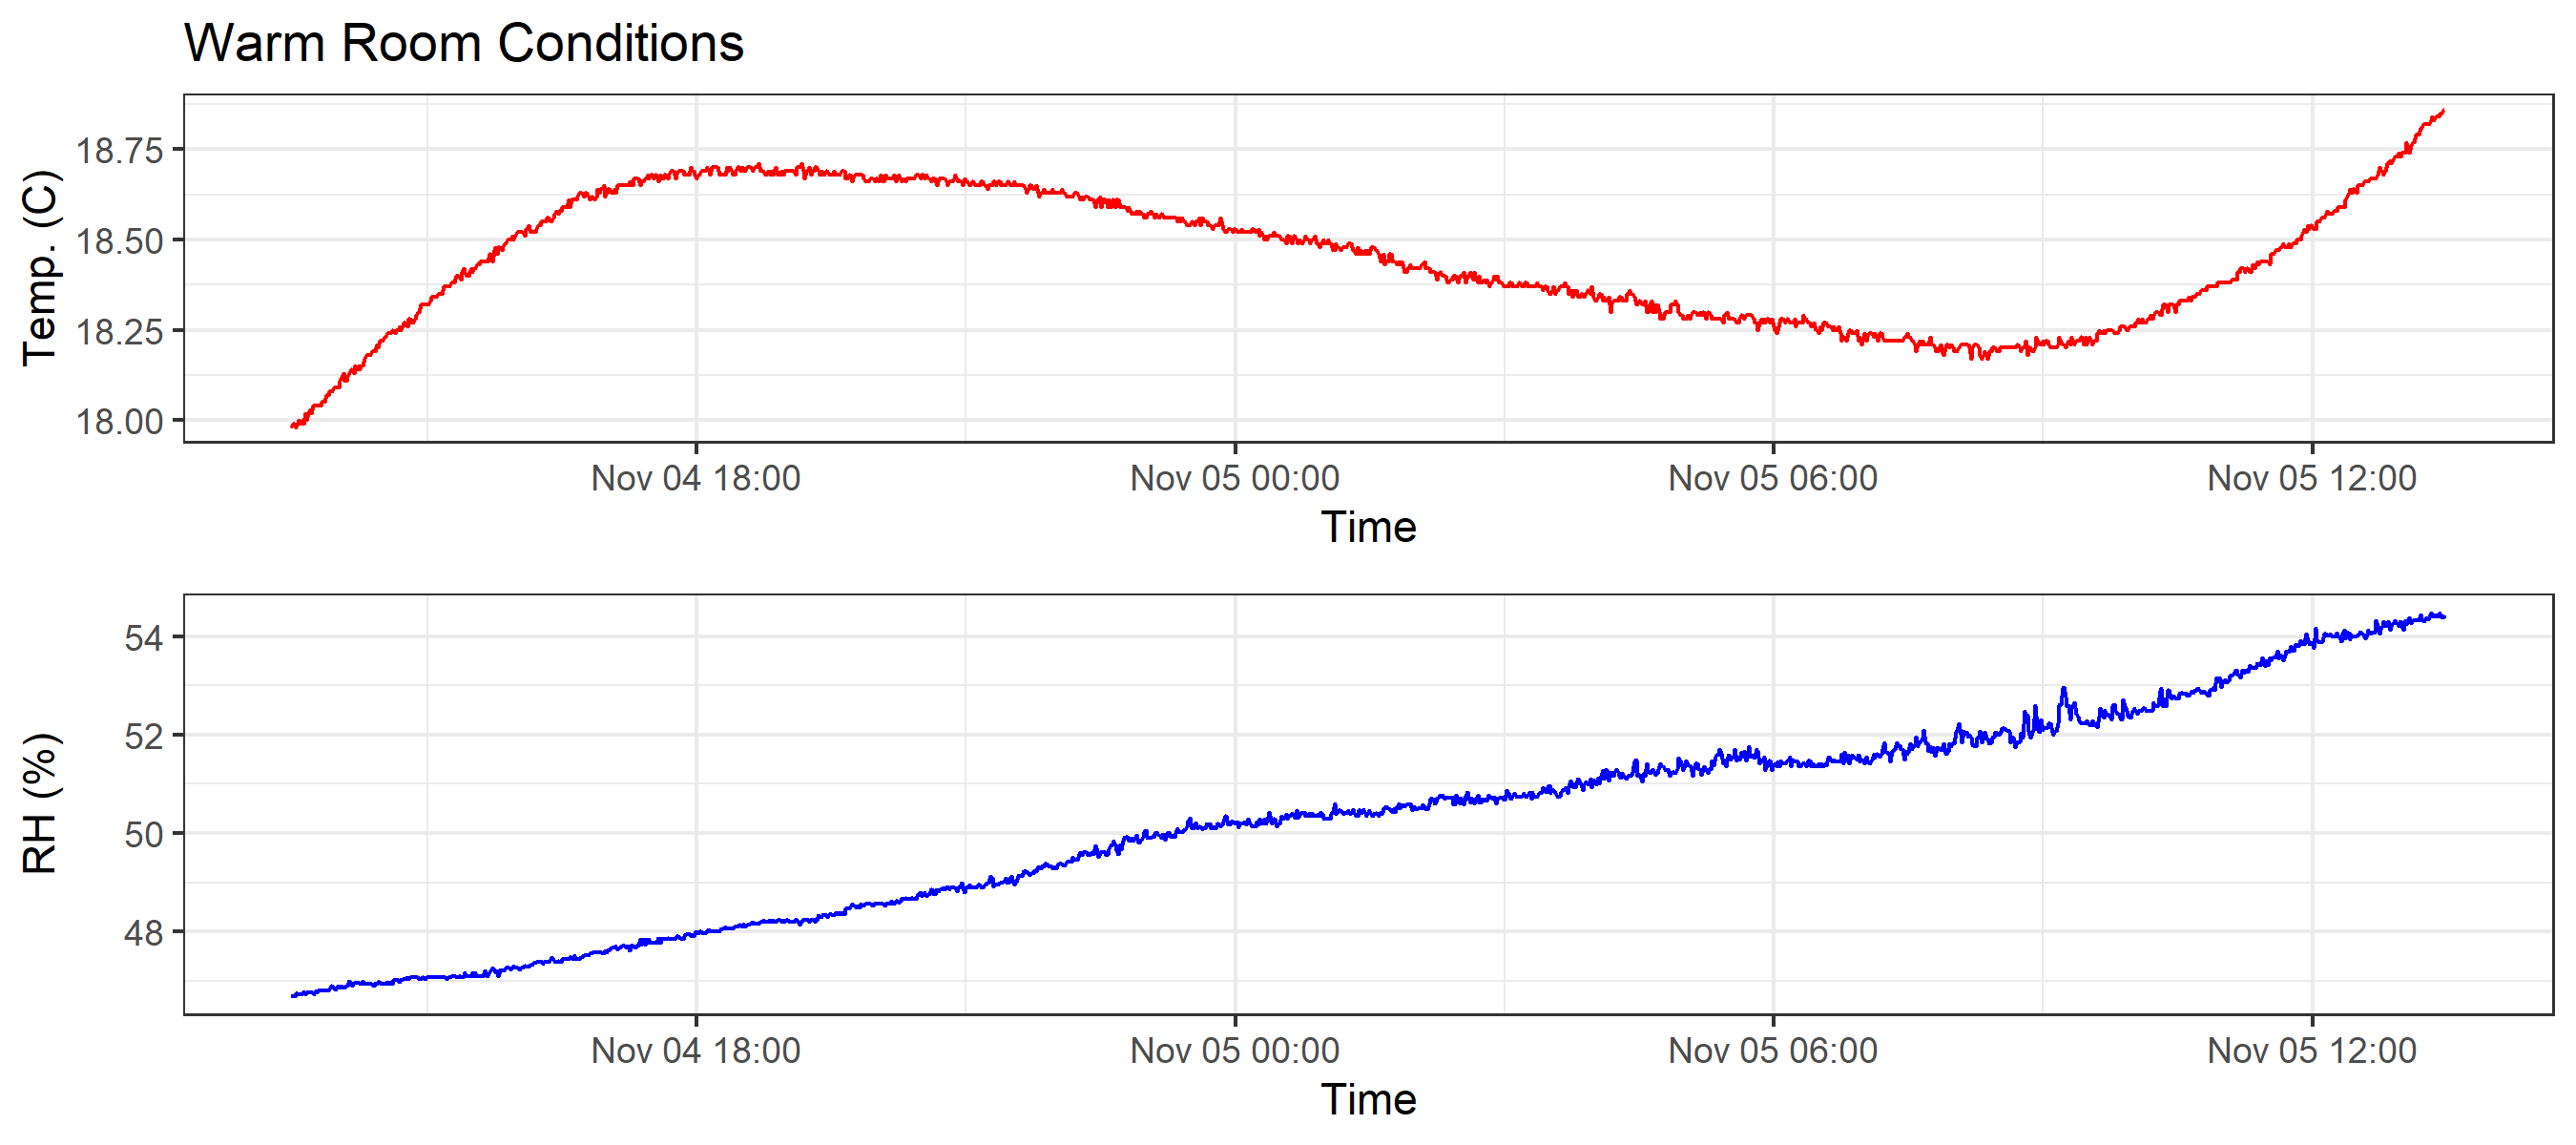 Warm Room Conditions
Temp. (C)
18.75
18.50
18.25
18.00
Nov 04 18:00 Nov 05 00:00 Nov 05 06:00 Nov 05 12:00
Time
RH (%)
54
52
50
48
Nov 04 18:00 Nov 05 00:00 Nov 05 06:00 Nov 05 12:00
Time